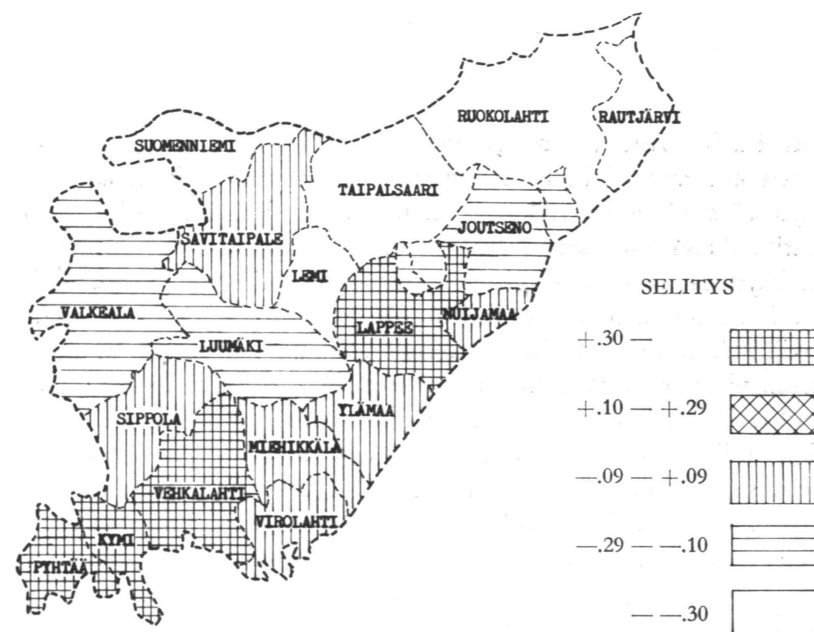 RUOKOLAHTI
RAUTJÄRVI
SUOMENNIEMI
TAIPALSAARI
JOUTSENO
SAVITAIPALE
LEMI
VALKEALA
LAPPEE
NUIJAMAA
LUUMÄKI
SIPPOLA
YLÄMAA
MIEHIKKÄLÄ
VEHKALAHTI
VIROLAHTI
KYMI
PYHTÄÄ
SELITYS
+.30 —
+.10 — +.29
—.09 — +.09
—.29 — —.10
— —.30